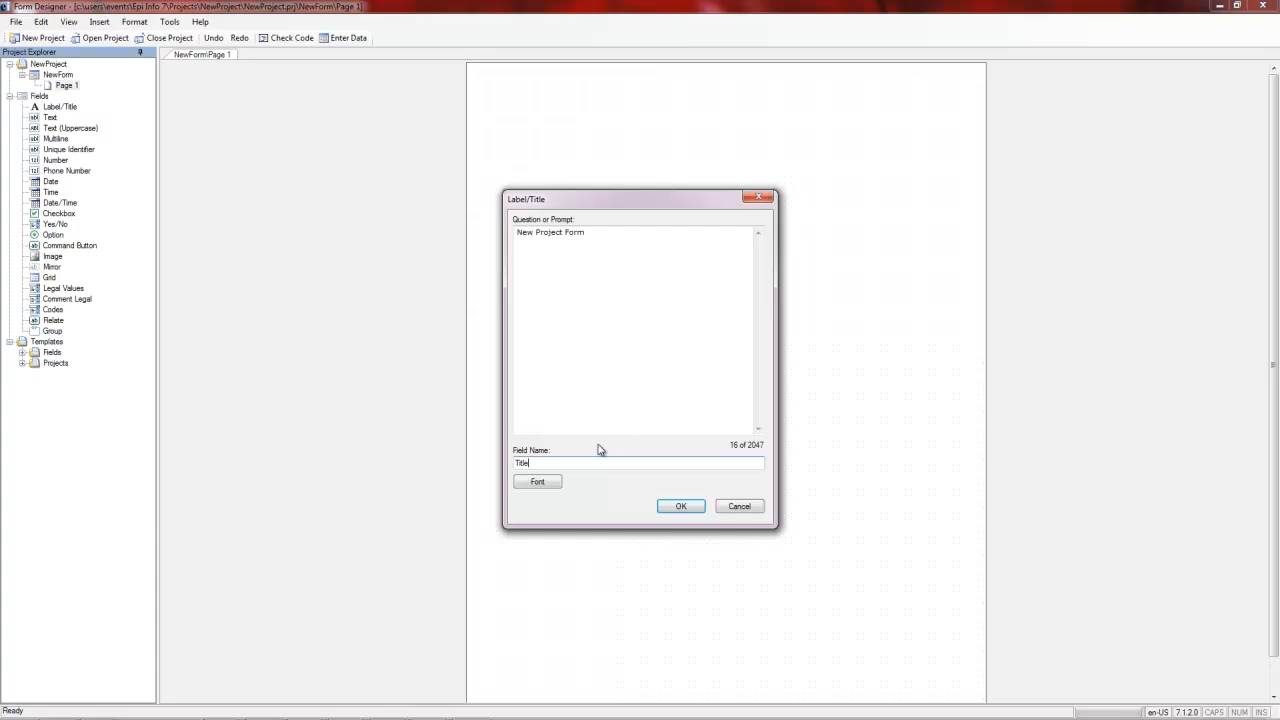 Form Designer - [c:\users\events\Epi Info 7\Projects\NewProject\NewProject.prj\NewForm\Page 1]
File Edit View Insert Format Tools Help
New Project Open Project Close Project Undo Redo Check Code Enter Data
Project Explorer
NewForm\Page 1
NewProject
NewForm
Page 1
Fields
Label/Title
Text
Text (Uppercase)
Multiline
Unique Identifier
Number
Phone Number
Date
Time
Date/Time
Checkbox
Yes/No
Option
Command Button
Image
Mirror
Grid
Legal Values
Comment Legal
Codes
Relate
Group
Templates
Fields
Projects
Label/Title
Question or Prompt:
New Project Form
16 of 2047
Field Name:
Title
Font
OK Cancel
Ready
en-US 7.1.2.0 CAPS NUM INS